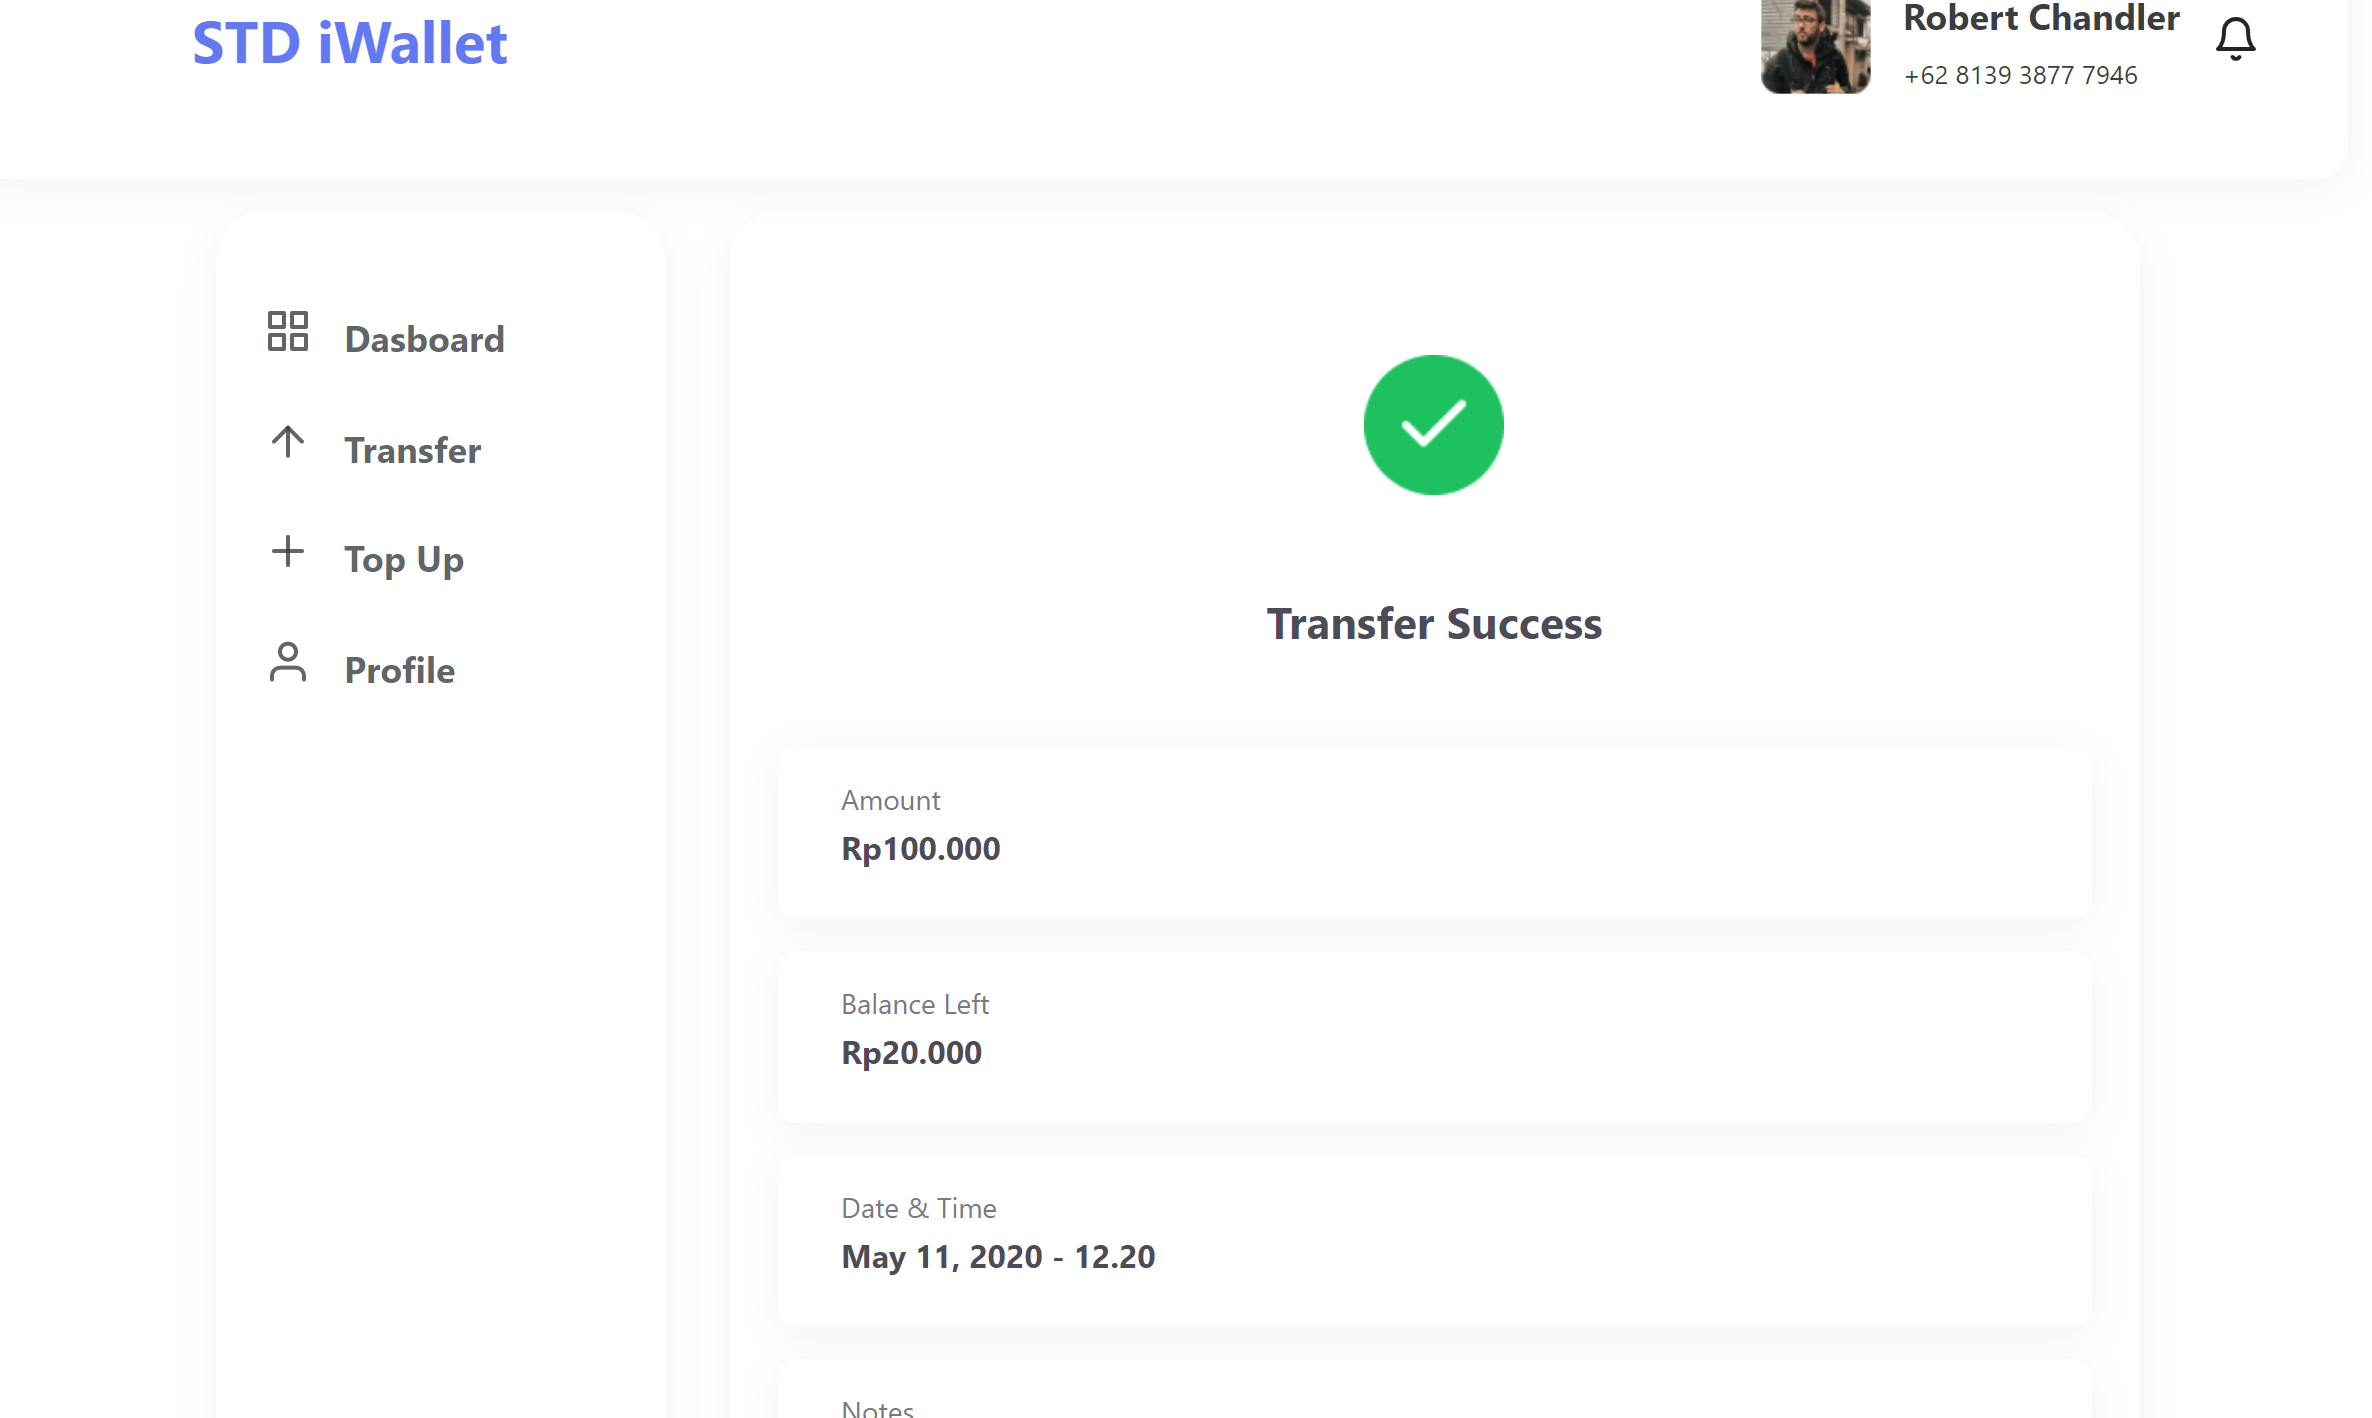 STD iWallet
Robert Chandler
+62 8139 3877 7946
Dasboard
Transfer
Top Up
Profile
Transfer Success
Amount
Rp100.000
Balance Left
Rp20.000
Date & Time
May 11, 2020 - 12.20
Notes